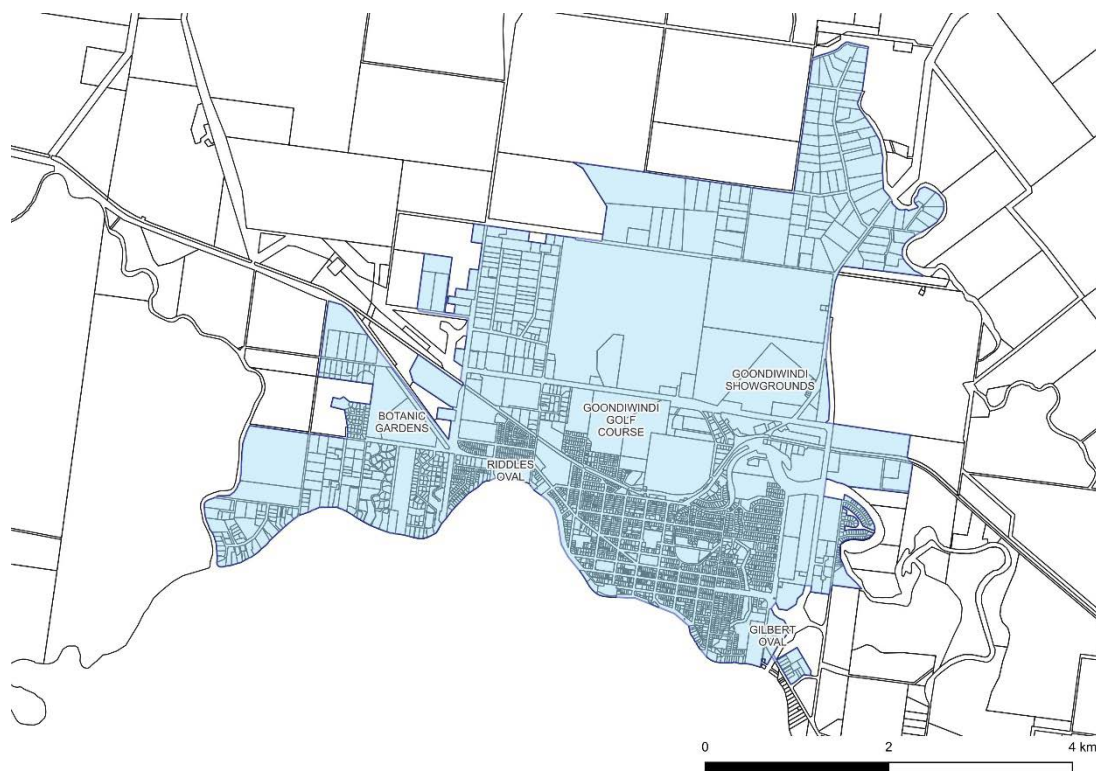 GOONDIWINDI
SHOWGROUNDS
GOONDIWINDI
GOLF
COURSE
BOTANIC
GARDENS
RIDDLES
OVAL
GILBERT
OVAL
0 2 4 km